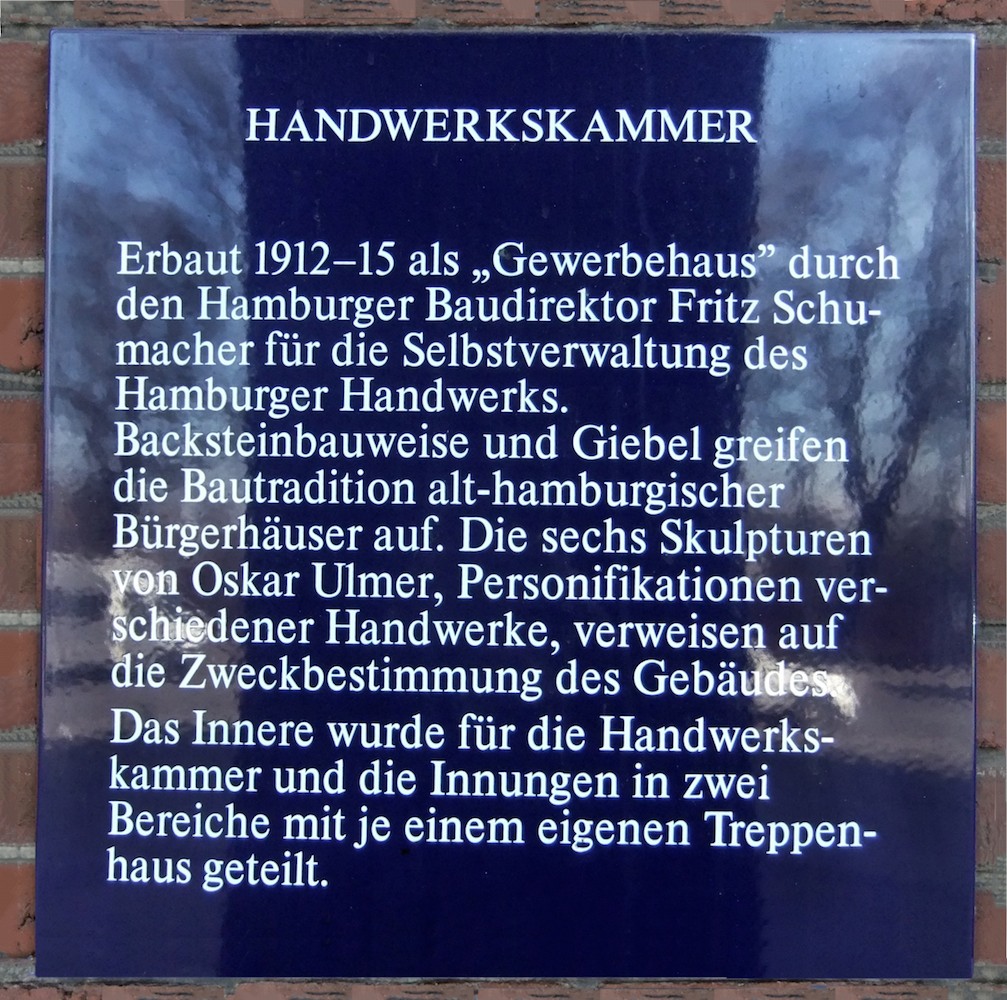 HANDWERKSKAMMER
Erbaut 1912–15 als „Gewerbehaus” durch
den Hamburger Baudirektor Fritz Schu-
macher für die Selbstverwaltung des
Hamburger Handwerks.
Backsteinbauweise und Giebel greifen
die Bautradition alt-hamburgischer
Bürgerhäuser auf. Die sechs Skulpturen
von Oskar Ulmer, Personifikationen ver-
schiedener Handwerke, verweisen auf
die Zweckbestimmung des Gebäudes.
Das Innere wurde für die Handwerks-
kammer und die Innungen in zwei
Bereiche mit je einem eigenen Treppen-
haus geteilt.